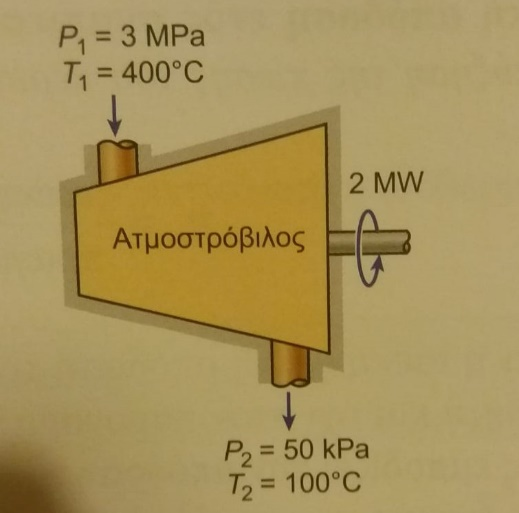 P₁ = 3 MPa
T₁ = 400°C
2 MW
Ατμοστρόβιλος
P₂ = 50 kPa
T₂ = 100°C